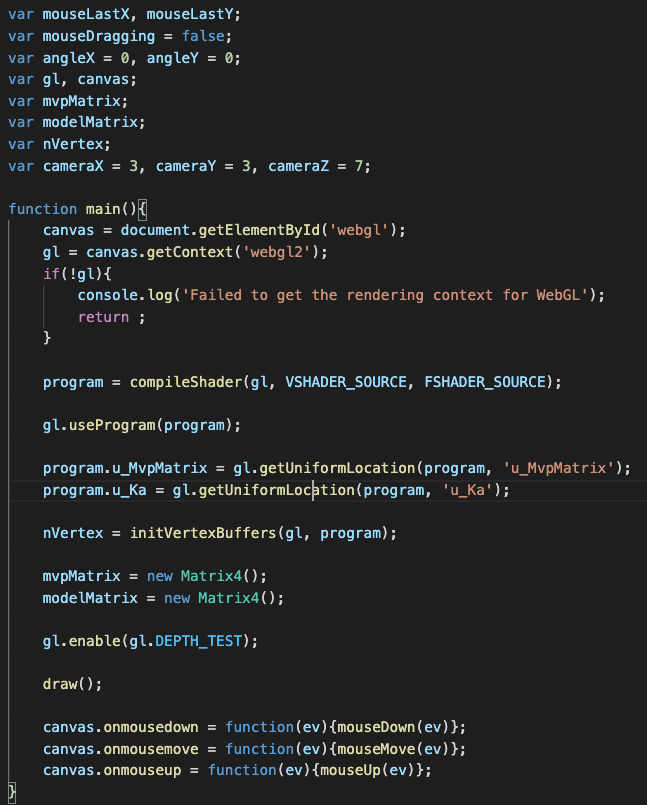 var mouseLastX, mouseLastY;
var mouseDragging = false;
var angleX = 0, angleY = 0;
var gl, canvas;
var mvpMatrix;
var modelMatrix;
var nVertex;
var cameraX = 3, cameraY = 3, cameraZ = 7;

function main(){
    canvas = document.getElementById('webgl');
    gl = canvas.getContext('webgl2');
    if(!gl){
        console.log('Failed to get the rendering context for WebGL');
        return ;
    }

    program = compileShader(gl, VSHADER_SOURCE, FSHADER_SOURCE);

    gl.useProgram(program);

    program.u_MvpMatrix = gl.getUniformLocation(program, 'u_MvpMatrix');
    program.u_Ka = gl.getUniformLocation(program, 'u_Ka');

    nVertex = initVertexBuffers(gl, program);

    mvpMatrix = new Matrix4();
    modelMatrix = new Matrix4();

    gl.enable(gl.DEPTH_TEST);

    draw();

    canvas.onmousedown = function(ev){mouseDown(ev)};
    canvas.onmousemove = function(ev){mouseMove(ev)};
    canvas.onmouseup = function(ev){mouseUp(ev)};
}